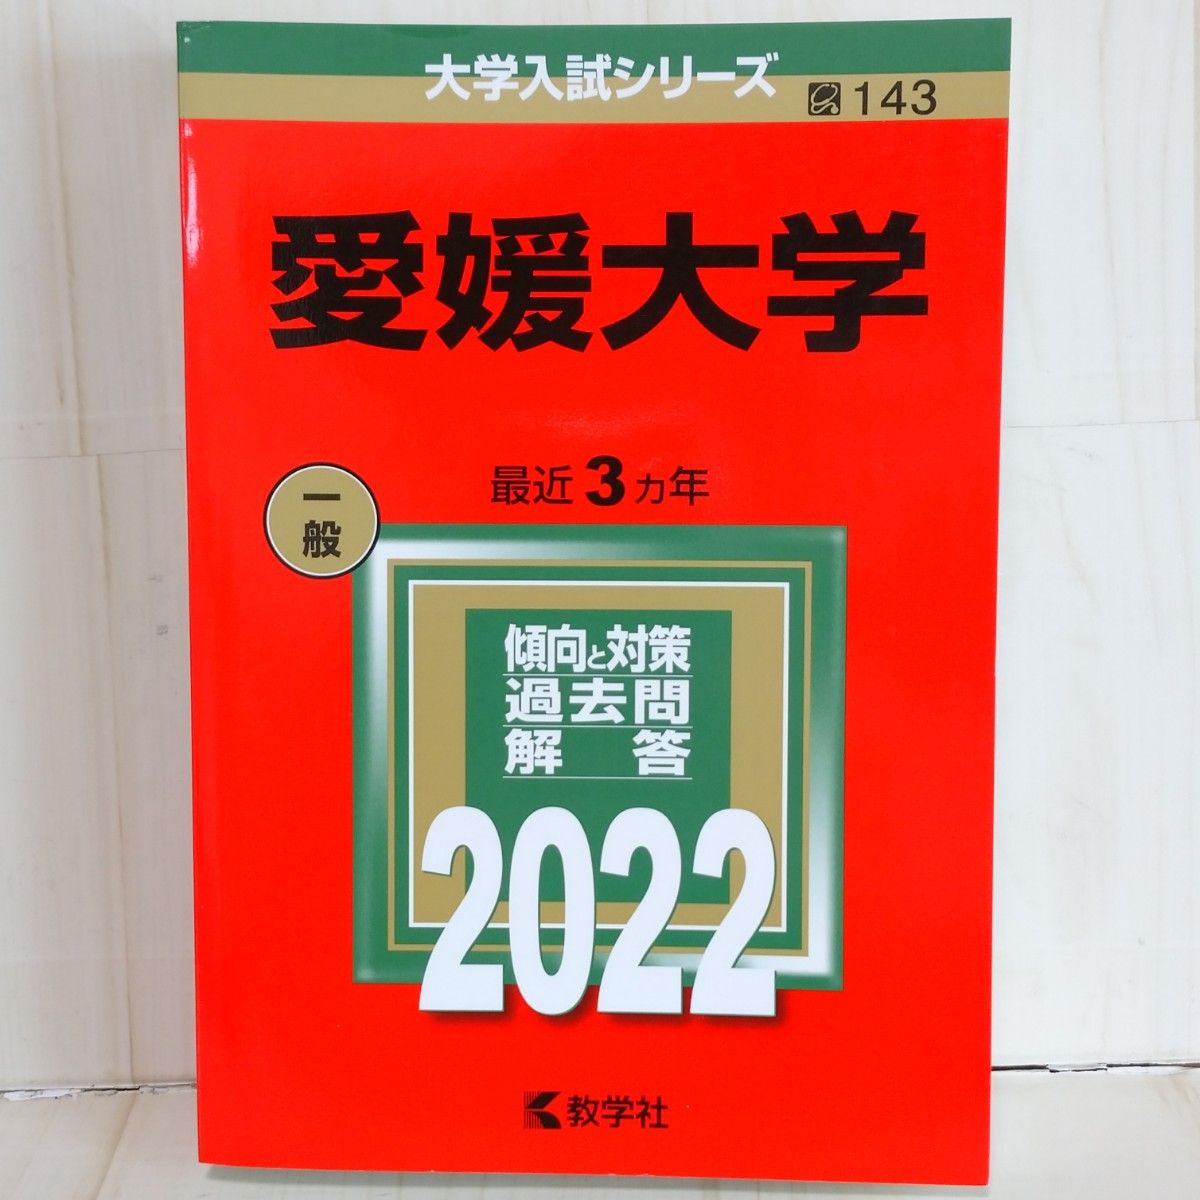 大学入試シリーズ
143
愛媛大学
最近3カ年
一般
傾向と対策
過去問
解答
2022
教学社